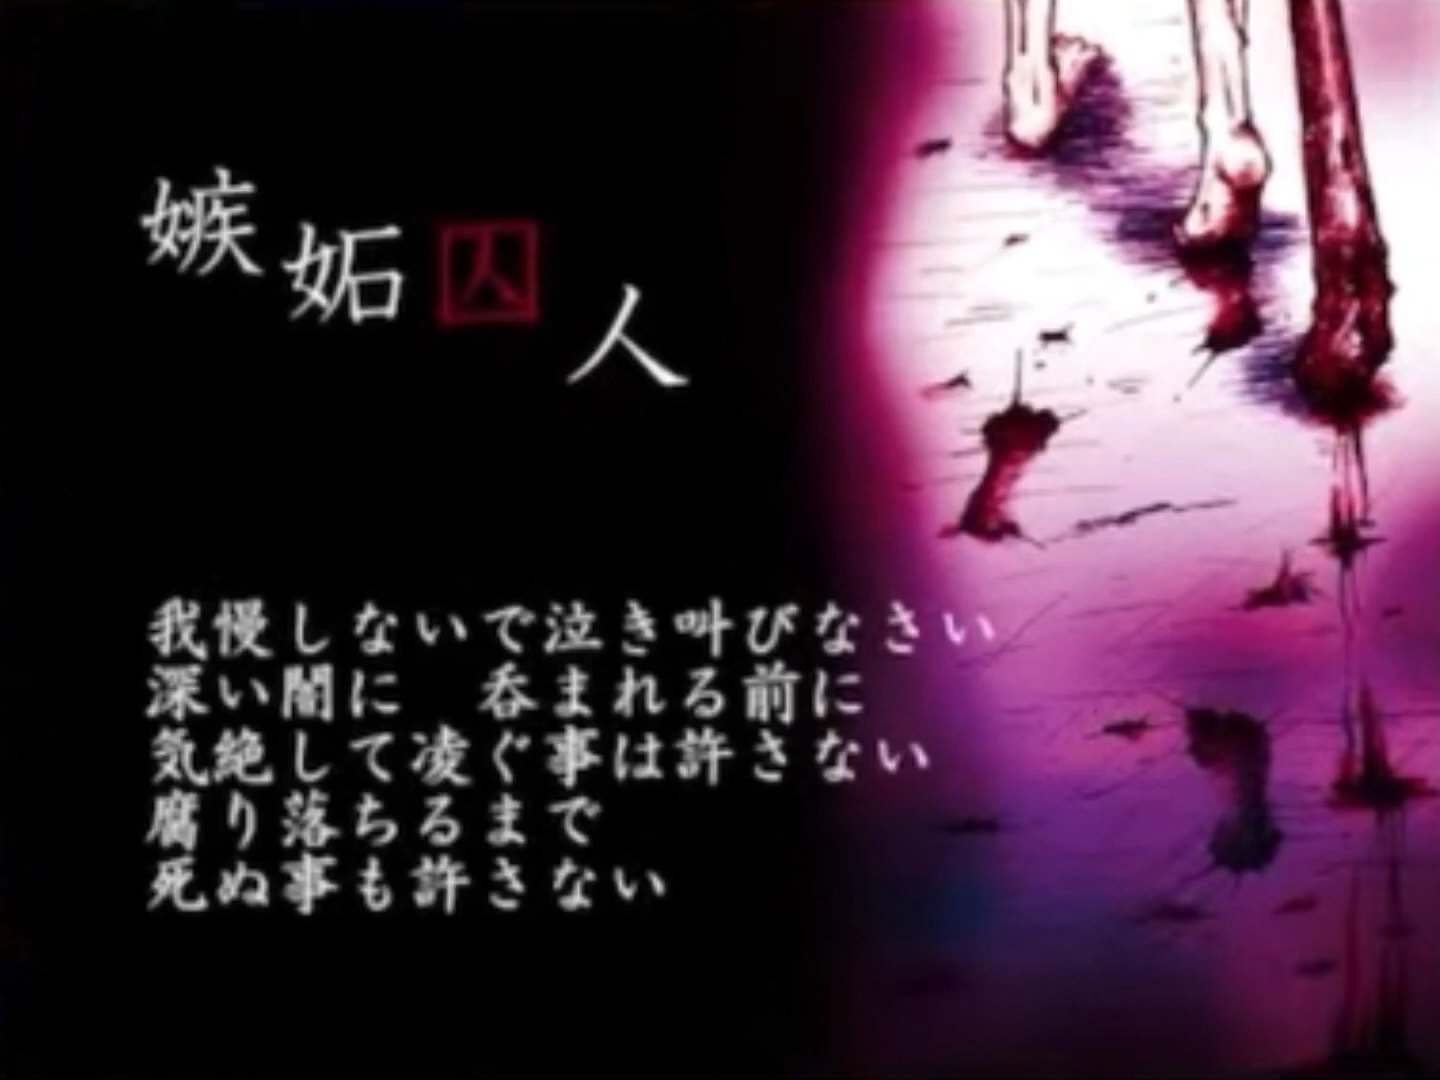 嫉妬囚人
我慢しないで泣き叫びなさい
深い闇に　呑まれる前に
気絶して凌ぐ事は許さない
腐り落ちるまで
死ぬ事も許さない